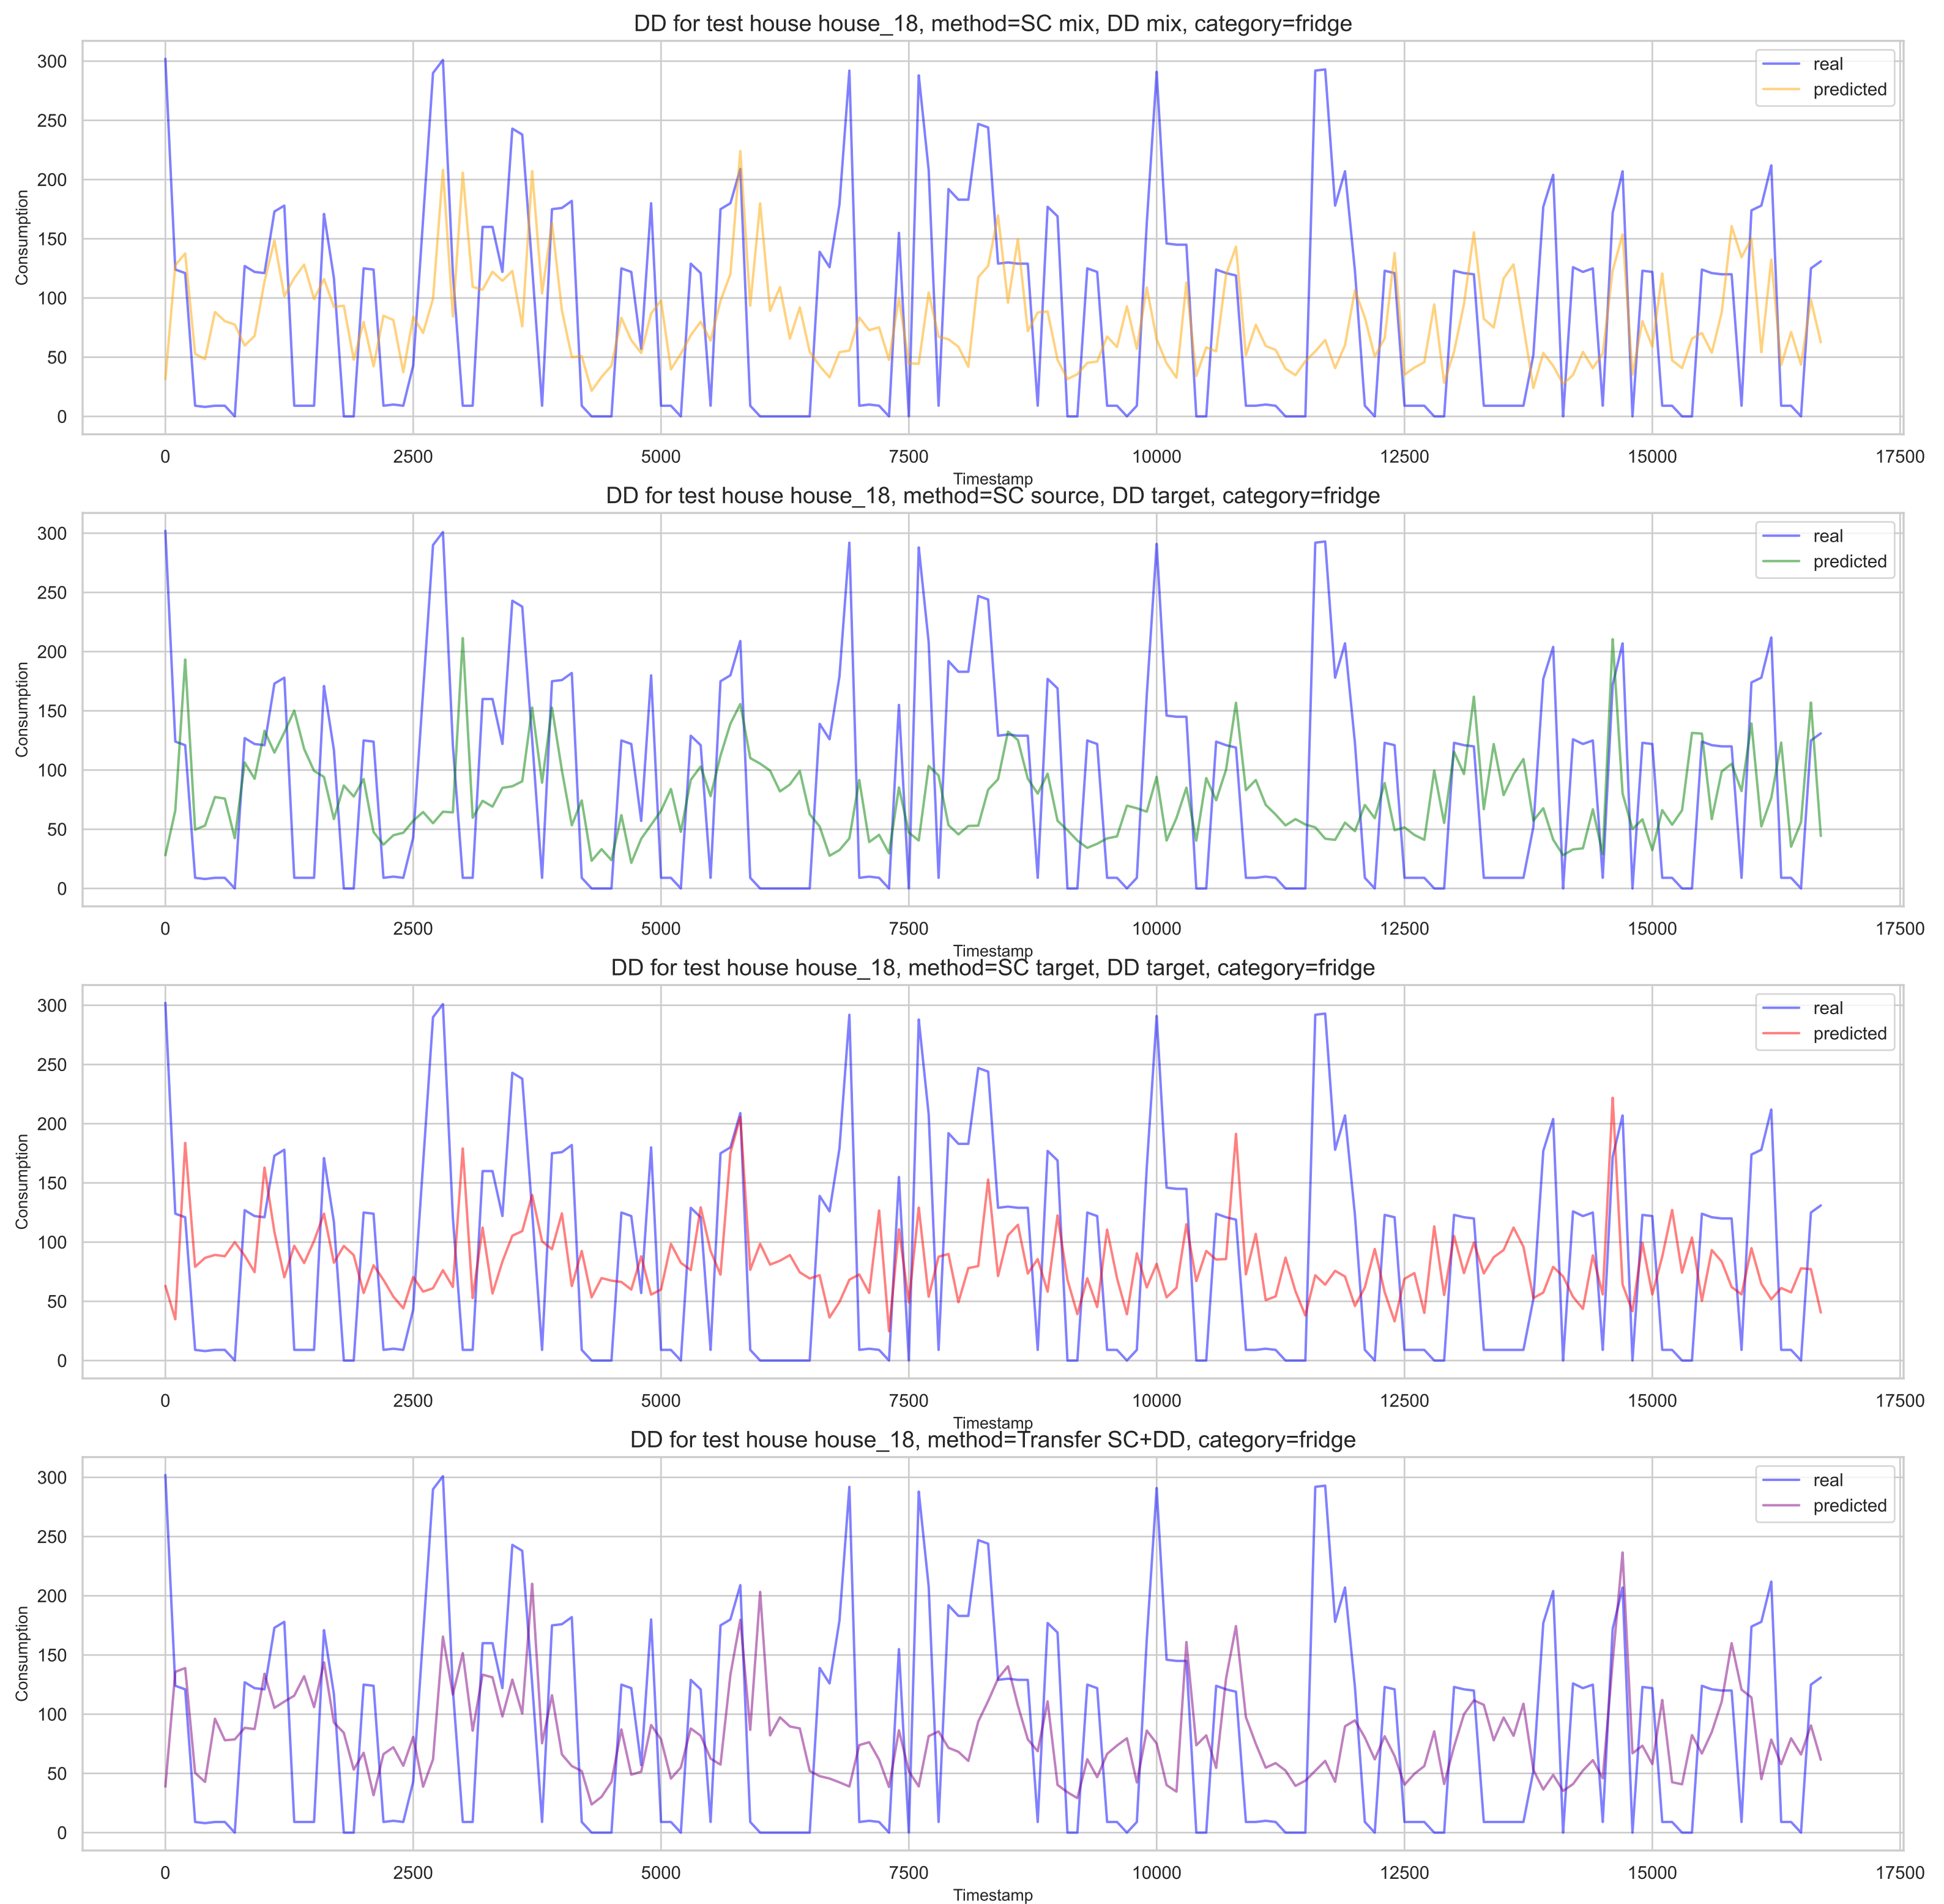 DD for test house house_18, method=SC mix, DD mix, category=fridge
300
250
200
150
100
50
0
Consumption
real
predicted
0 2500 5000 7500 10000 12500 15000 17500
Timestamp
DD for test house house_18, method=SC source, DD target, category=fridge
300
250
200
150
100
50
0
Consumption
real
predicted
0 2500 5000 7500 10000 12500 15000 17500
Timestamp
DD for test house house_18, method=SC target, DD target, category=fridge
300
250
200
150
100
50
0
Consumption
real
predicted
0 2500 5000 7500 10000 12500 15000 17500
Timestamp
DD for test house house_18, method=Transfer SC+DD, category=fridge
300
250
200
150
100
50
0
Consumption
real
predicted
0 2500 5000 7500 10000 12500 15000 17500
Timestamp